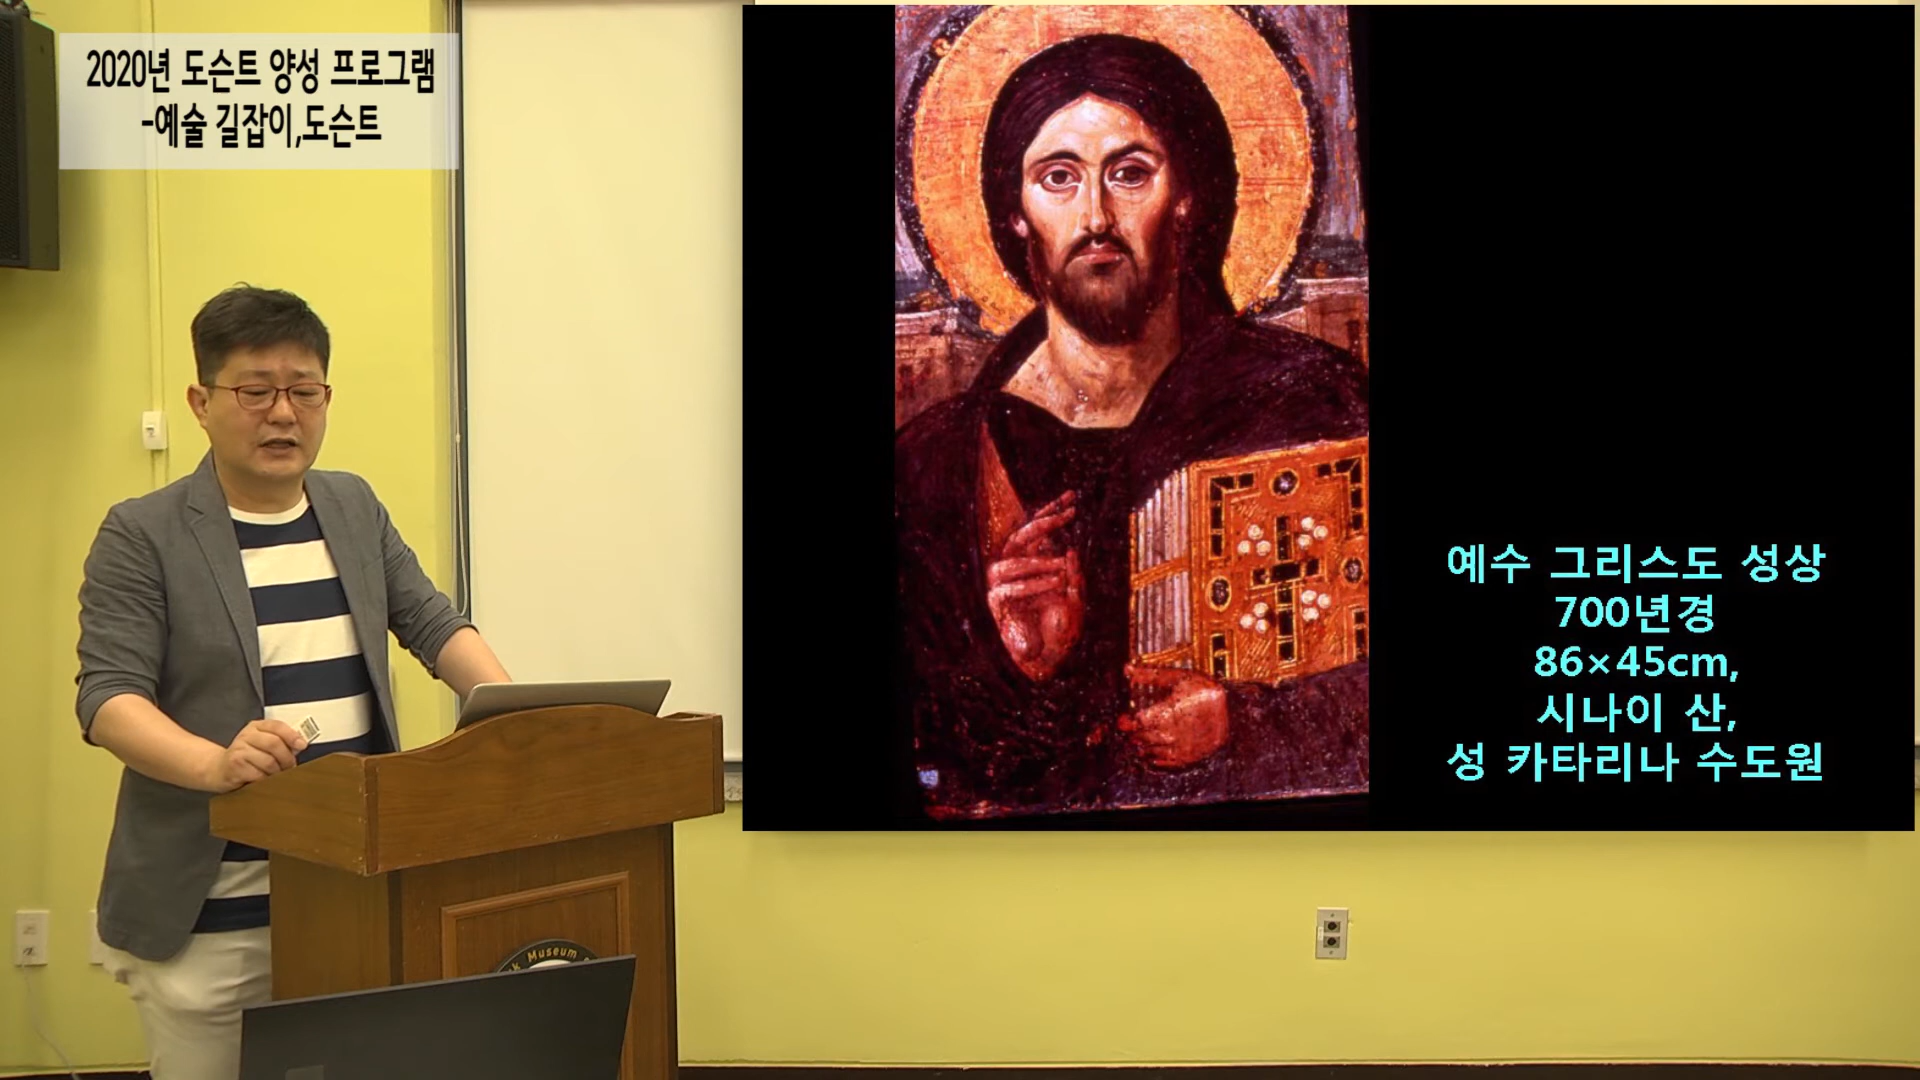 2020년 도슨트 양성 프로그램
-예술 길잡이,도슨트
예수 그리스도 성상
700년경
86×45cm,
시나이 산,
성 카타리나 수도원
Museum